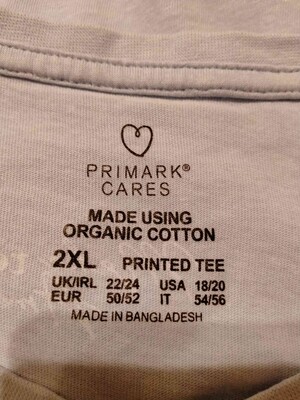 PRIMARK®
CARES
MADE USING
ORGANIC COTTON
2XL PRINTED TEE
UK/IRL 22/24 USA 18/20
EUR 50/52 IT 54/56
MADE IN BANGLADESH